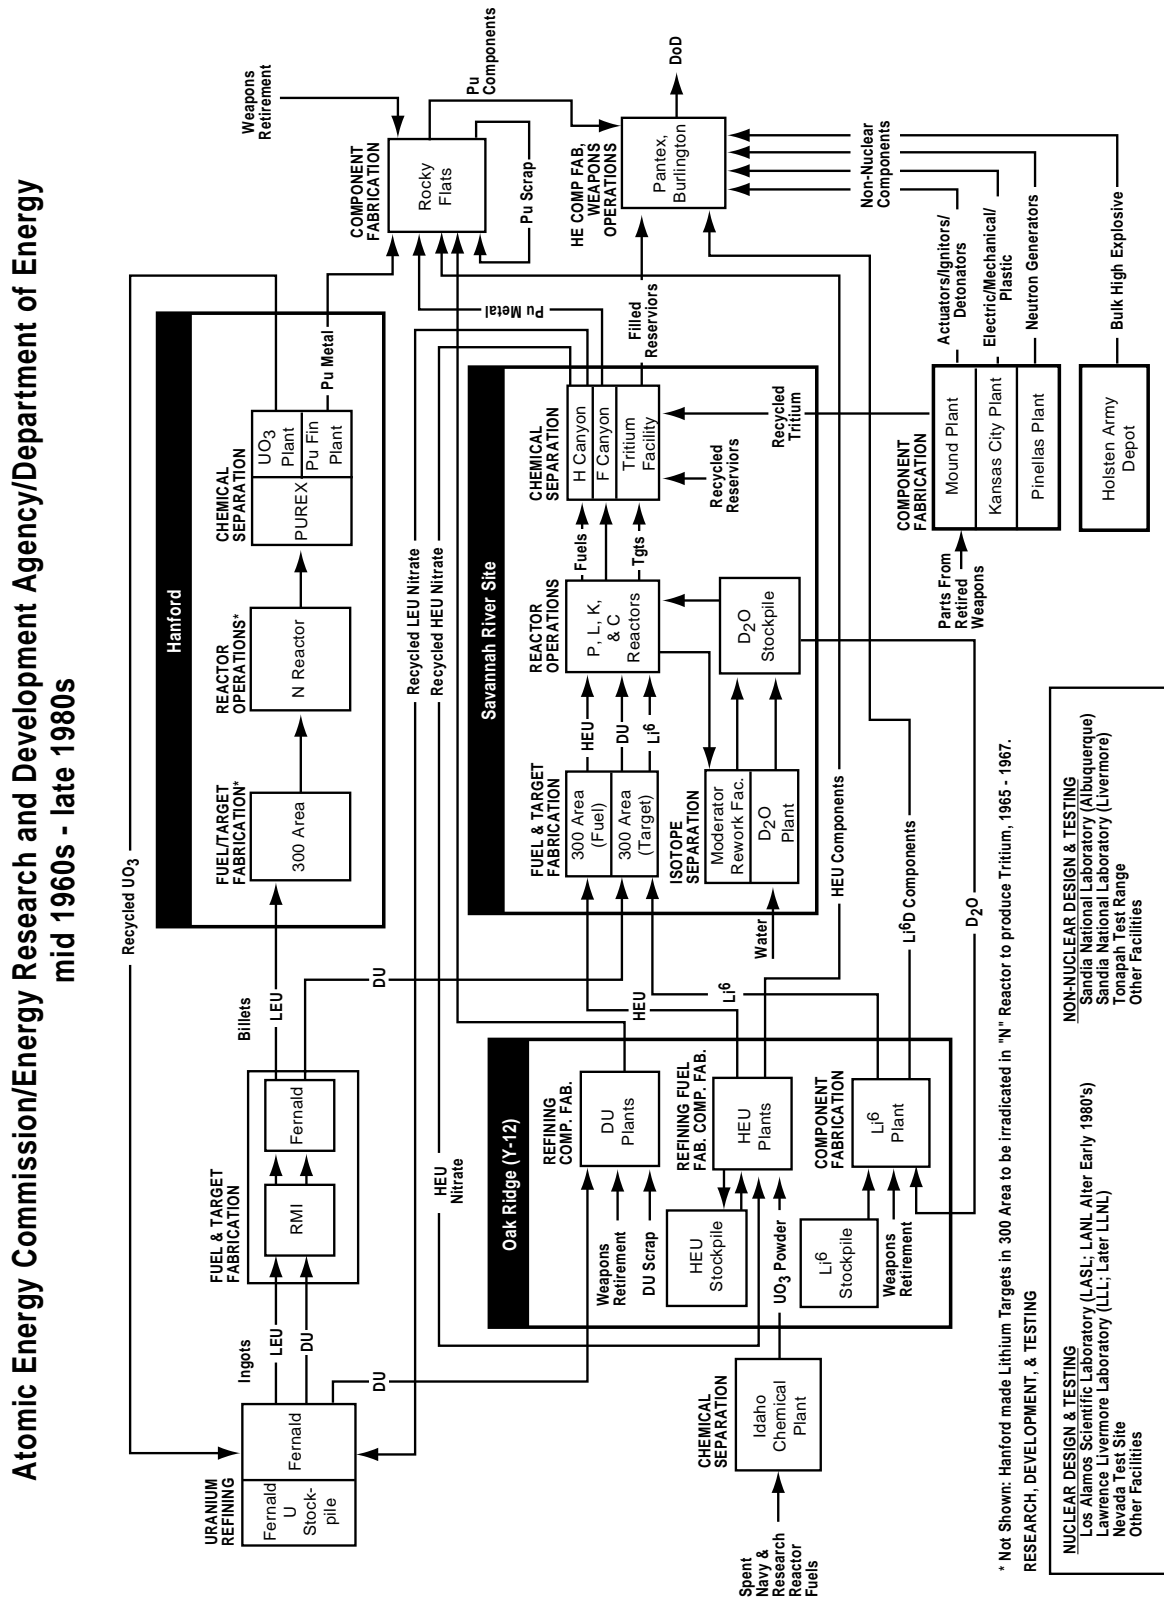 Atomic Energy Commission/Energy Research and Development Agency/Department of Energy
mid 1960s - late 1980s
Recycled UO3
URANIUM
REFINING
Fernald
U
Stock-
pile
Fernald
Ingots
LEU
DU
DU
FUEL & TARGET
FABRICATION
RMI
Fernald
Billets
LEU
DU
Hanford
FUEL/TARGET
FABRICATION*
300 Area
REACTOR
OPERATIONS*
N Reactor
CHEMICAL
SEPARATION
PUREX
UO3
Plant
Pu Fin
Plant
Pu Metal
Weapons
Retirement
COMPONENT
FABRICATION
Rocky
Flats
Pu
Components
Pu Scrap
Recycled LEU Nitrate
Recycled HEU Nitrate
HEU
Nitrate
Pu Metal
Savannah River Site
FUEL & TARGET
FABRICATION
300 Area
(Fuel)
300 Area
(Target)
HEU
DU
Li6
REACTOR
OPERATIONS
P, L, K,
& C
Reactors
Fuels
Tgts
CHEMICAL
SEPARATION
H Canyon
F Canyon
Tritium
Facility
Filled
Reserviors
ISOTOPE
SEPARATION
Moderator
Rework Fac.
D2O
Plant
D2O
Stockpile
Water
Recycled
Reserviors
Recycled
Tritium
HE COMP FAB,
WEAPONS
OPERATIONS
Pantex,
Burlington
DoD
Oak Ridge (Y-12)
REFINING
COMP. FAB.
DU
Plants
Weapons
Retirement
DU Scrap
REFINING FUEL
FAB. COMP. FAB.
HEU
Stockpile
HEU
Plants
UO3 Powder
HEU
Li6
COMPONENT
FABRICATION
Li6
Stockpile
Li6
Plant
Weapons
Retirement
HEU Components
Li6D Components
D2O
CHEMICAL
SEPARATION
Idaho
Chemical
Plant
Spent
Navy &
Research
Reactor
Fuels
Parts From
Retired
Weapons
COMPONENT
FABRICATION
Mound Plant
Kansas City Plant
Pinellas Plant
Actuators/Ignitors/
Detonators
Electric/Mechanical/
Plastic
Neutron Generators
Non-Nuclear
Components
Holsten Army
Depot
Bulk High Explosive
* Not Shown: Hanford made Lithium Targets in 300 Area to be irradicated in "N" Reactor to produce Tritium, 1965 - 1967.
RESEARCH, DEVELOPMENT, & TESTING
NUCLEAR DESIGN & TESTING
Los Alamos Scientific Laboratory (LASL; LANL Alter Early 1980's)
Lawrence Livermore Laboratory (LLL; Later LLNL)
Nevada Test Site
Other Facilities
NON-NUCLEAR DESIGN & TESTING
Sandia National Laboratory (Albuquerque)
Sandia National Laboratory (Livermore)
Tonapah Test Range
Other Facilities